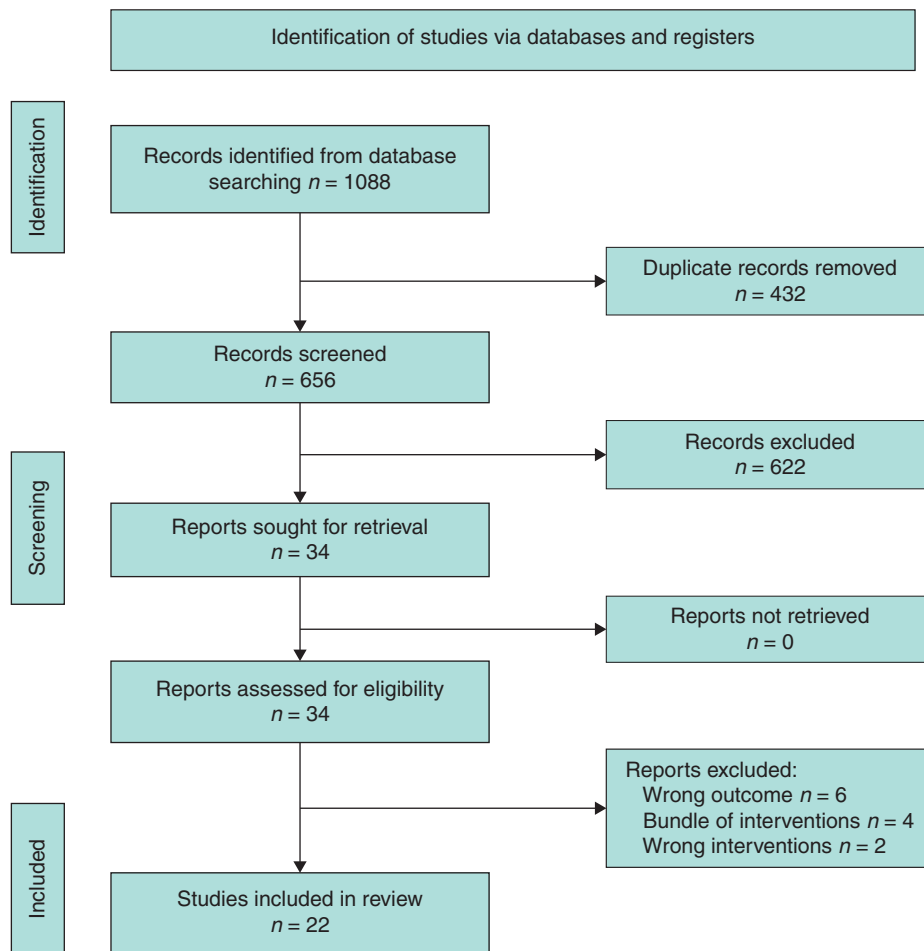 Identification of studies via databases and registers
Identification
Records identified from database
searching n = 1088
Duplicate records removed
n = 432
Records screened
n = 656
Records excluded
n = 622
Screening
Reports sought for retrieval
n = 34
Reports not retrieved
n = 0
Reports assessed for eligibility
n = 34
Reports excluded:
Wrong outcome n = 6
Bundle of interventions n = 4
Wrong interventions n = 2
Included
Studies included in review
n = 22